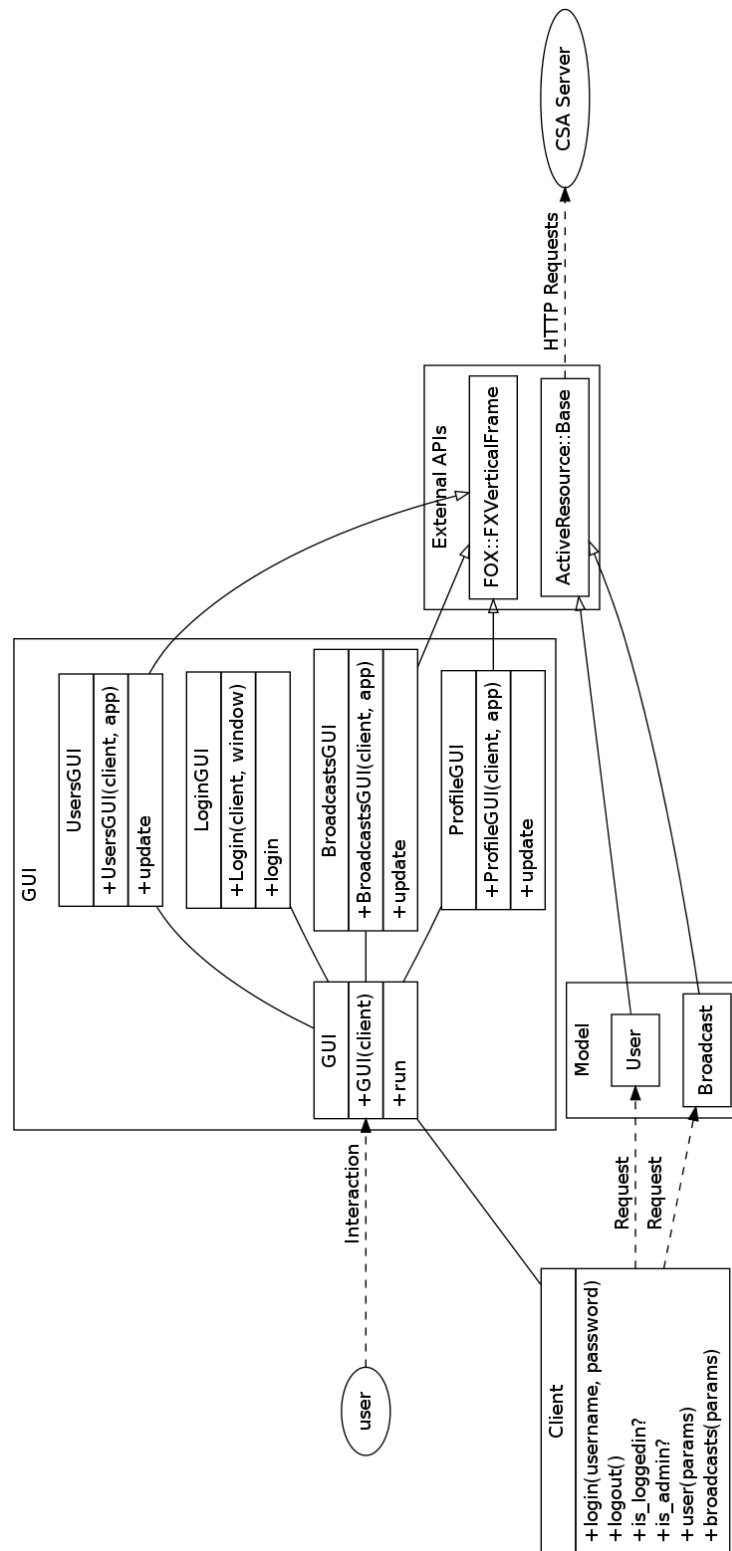 user
Interaction
Client
+login(username, password)
+logout()
+is_loggedin?
+is_admin?
+user(params)
+broadcasts(params)
GUI
GUI
+GUI(client)
+run
UsersGUI
+UsersGUI(client, app)
+update
LoginGUI
+Login(client, window)
+login
BroadcastsGUI
+BroadcastsGUI(client, app)
+update
ProfileGUI
+ProfileGUI(client, app)
+update
Request
Request
Model
User
Broadcast
External APIs
FOX::FXVerticalFrame
ActiveResource::Base
HTTP Requests
CSA Server